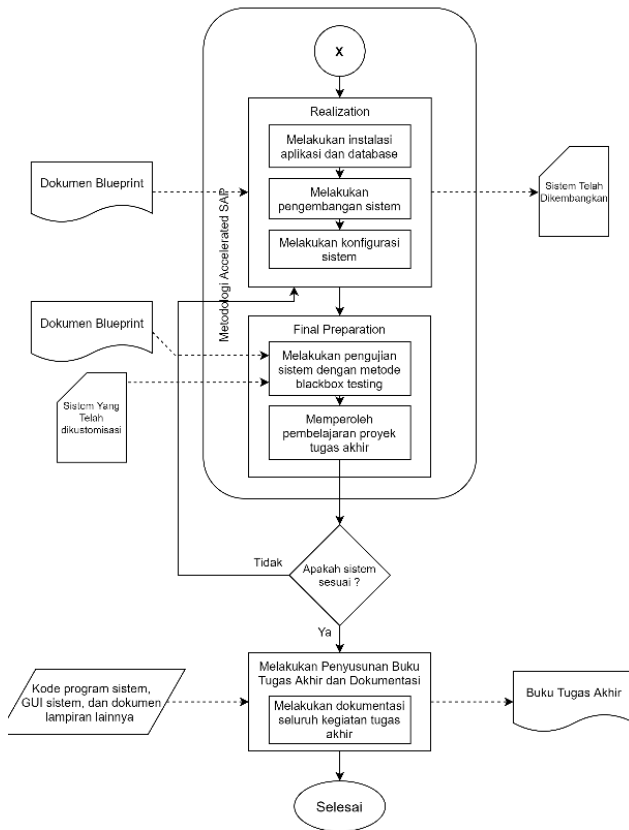 X
Realization
Melakukan instalasi
aplikasi dan database
Melakukan
pengembangan sistem
Melakukan konfigurasi
sistem
Dokumen Blueprint
Sistem Telah
Dikembangkan
Metodologi Accelerated SAP
Final Preparation
Melakukan pengujian
sistem dengan metode
blackbox testing
Memperoleh
pembelajaran proyek
tugas akhir
Dokumen Blueprint
Sistem Yang
Telah
dikustomisasi
Apakah sistem
sesuai ?
Tidak
Ya
Melakukan Penyusunan Buku
Tugas Akhir dan Dokumentasi
Melakukan dokumentasi
seluruh kegiatan tugas
akhir
Kode program sistem,
GUI sistem, dan dokumen
lampiran lainnya
Buku Tugas Akhir
Selesai